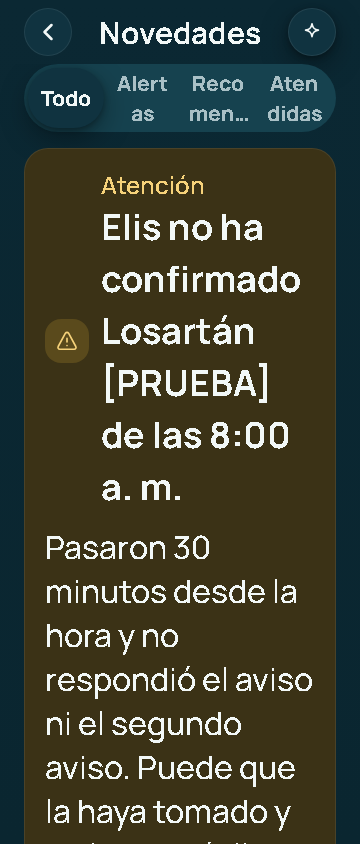 Novedades
Todo
Alert
as
Reco
men...
Aten
didas
Atención
Elis no ha
confirmado
Losartán
[PRUEBA]
de las 8:00
a. m.
Pasaron 30
minutos desde la
hora y no
respondió el aviso
ni el segundo
aviso. Puede que
la haya tomado y